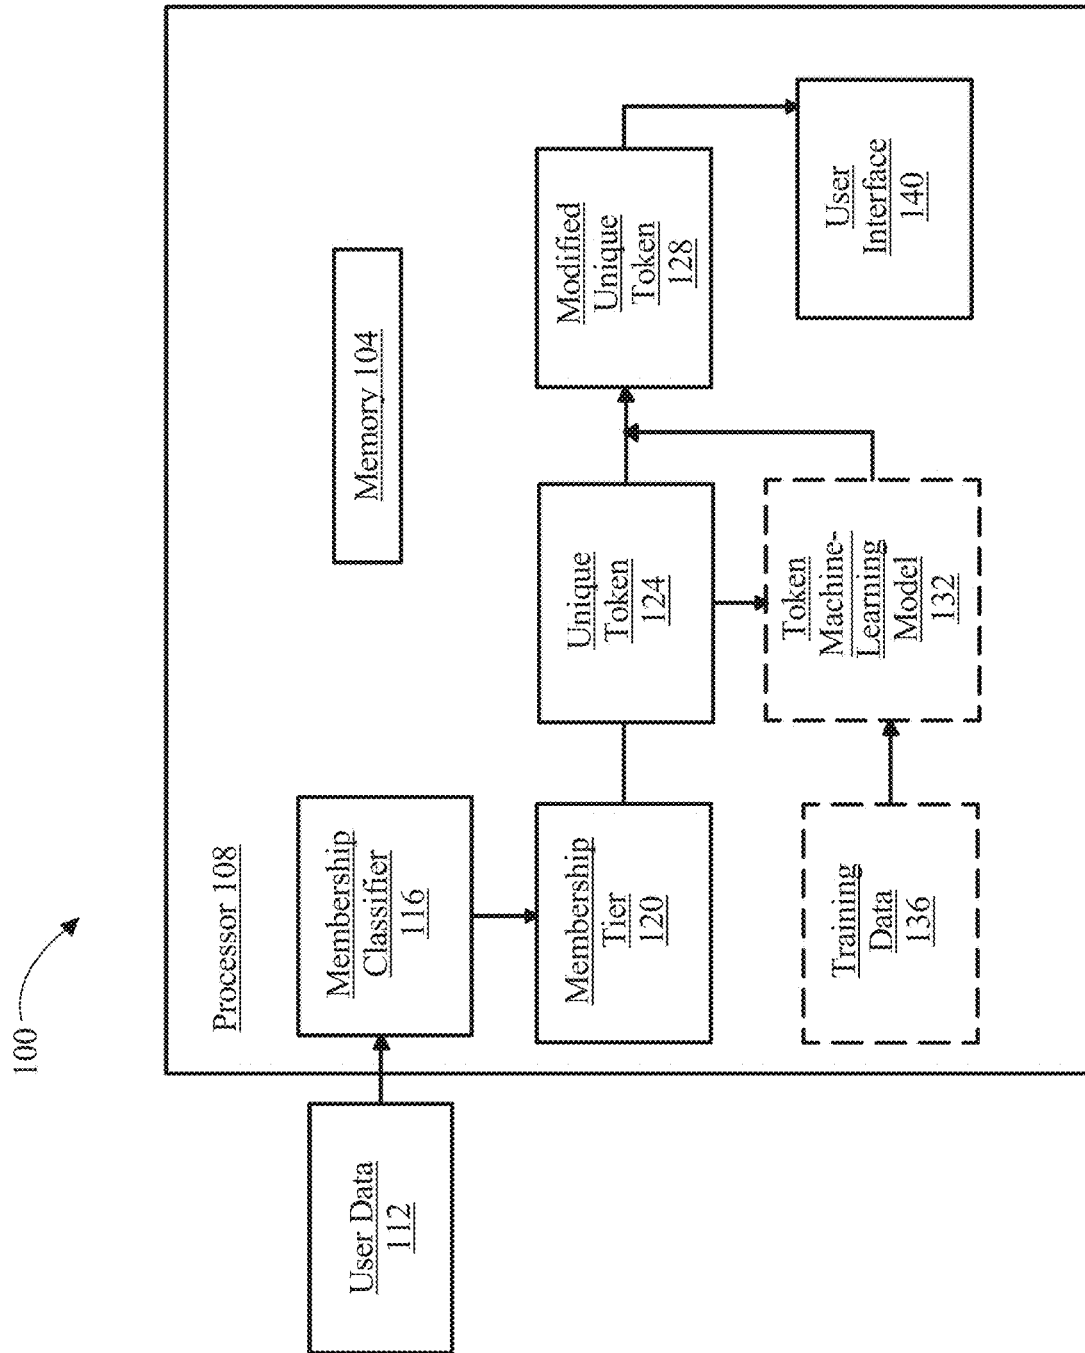 100
Processor 108
Memory 104
User Data
112
Membership
Classifier
116
Membership
Tier
120
Unique
Token
124
Modified
Unique
Token
128
Training
Data
136
Token
Machine-
Learning
Model
132
User
Interface
140